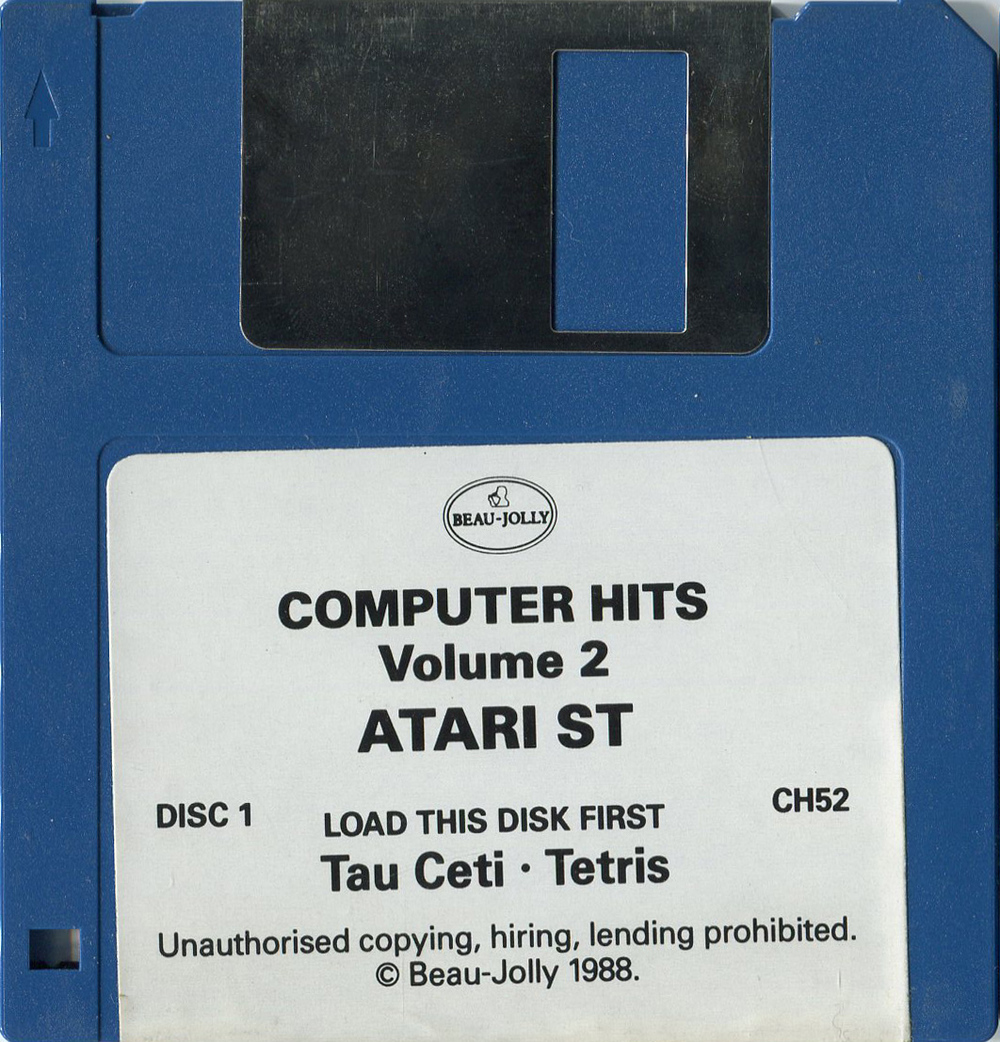 BEAU-JOLLY
COMPUTER HITS
Volume 2
ATARI ST
DISC 1 LOAD THIS DISK FIRST CH52
Tau Ceti · Tetris
Unauthorised copying, hiring, lending prohibited.
© Beau-Jolly 1988.